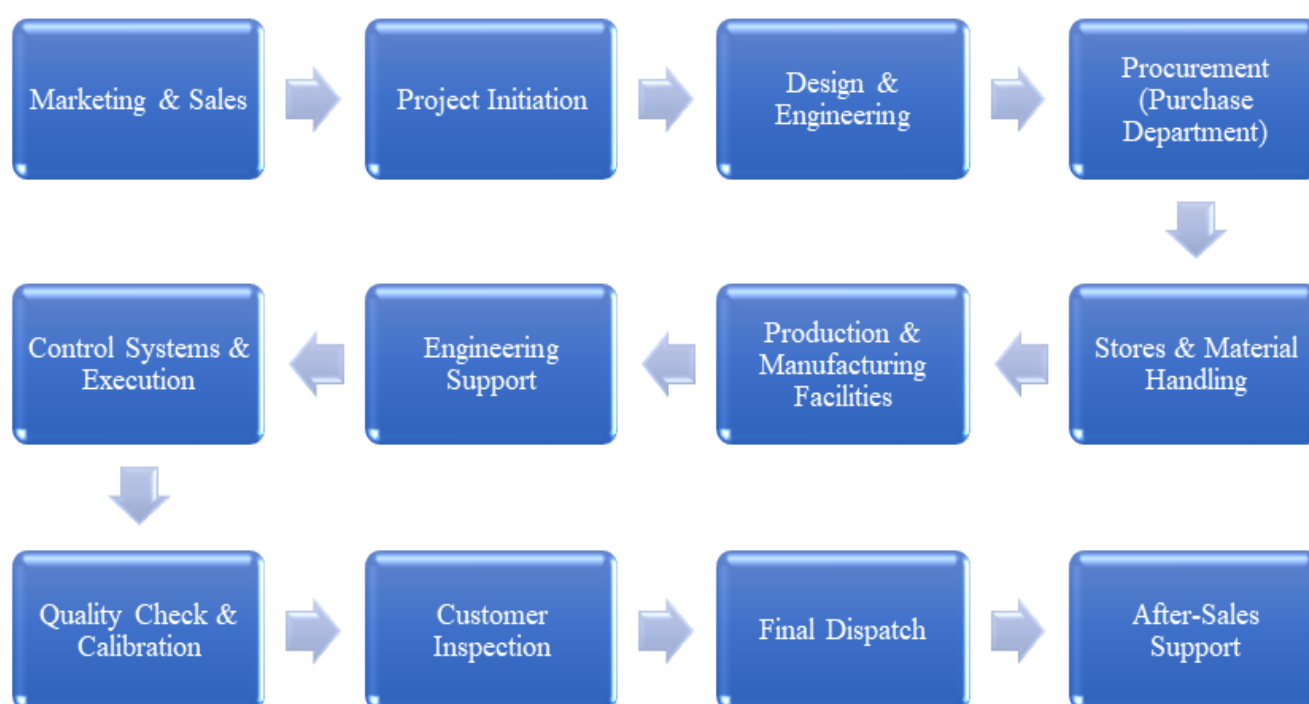 Marketing & Sales
Project Initiation
Design &
Engineering
Procurement
(Purchase
Department)
Stores & Material
Handling
Production &
Manufacturing
Facilities
Engineering
Support
Control Systems &
Execution
Quality Check &
Calibration
Customer
Inspection
Final Dispatch
After-Sales
Support